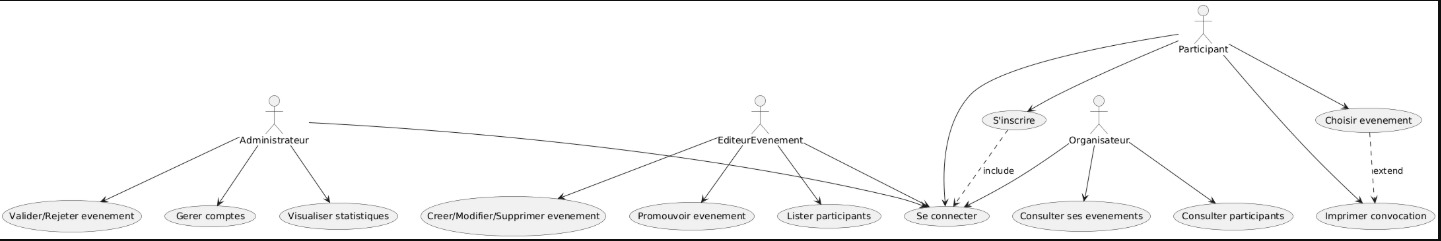 Participant
S'inscrire
Choisir evenement
Administrateur
EditeurEvenement
Organisateur
include
extend
Valider/Rejeter evenement
Gerer comptes
Visualiser statistiques
Creer/Modifier/Supprimer evenement
Promouvoir evenement
Lister participants
Se connecter
Consulter ses evenements
Consulter participants
Imprimer convocation